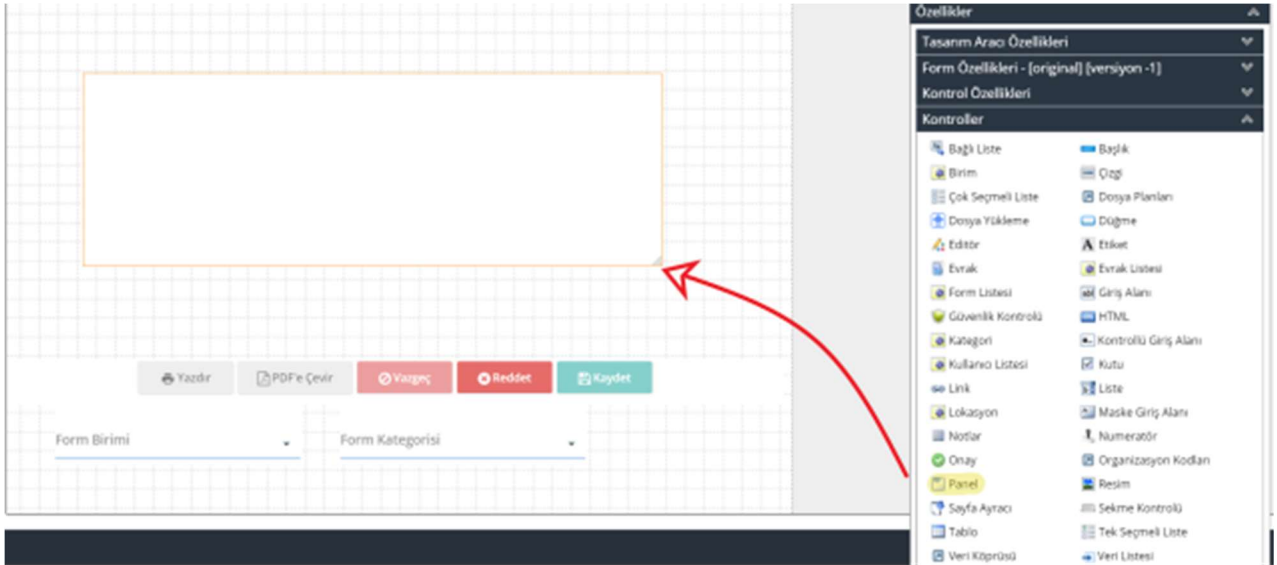 Özellikler
Tasarım Aracı Özellikleri
Form Özellikleri - [original] [versiyon -1]
Kontrol Özellikleri
Kontroller
Bağlı Liste
Başlık
Birim
Çizgi
Çok Seçmeli Liste
Dosya Planları
Dosya Yükleme
Düğme
Editör
Etiket
Evrak
Evrak Listesi
Form Listesi
Giriş Alanı
Güvenlik Kontrolü
HTML
Kategori
Kontrollü Giriş Alanı
Kullanıcı Listesi
Kutu
Link
Liste
Lokasyon
Maske Giriş Alanı
Notlar
Numeratör
Onay
Organizasyon Kodları
Panel
Resim
Sayfa Ayracı
Sekme Kontrolü
Tablo
Tek Seçmeli Liste
Veri Köprüsü
Veri Listesi
Yazdır
PDF'e Çevir
Vazgeç
Reddet
Kaydet
Form Birimi
Form Kategorisi